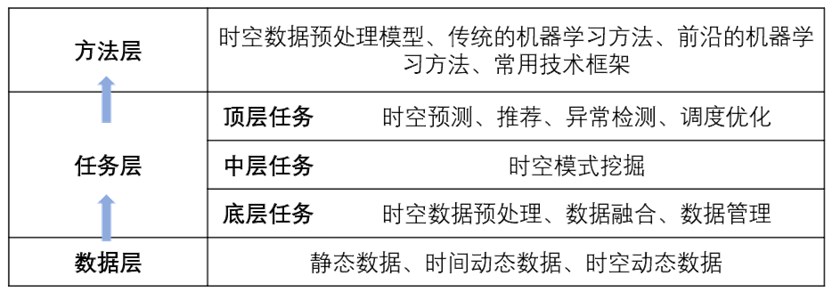 方法层
时空数据预处理模型、传统的机器学习方法、前沿的机器学
习方法、常用技术框架
任务层
顶层任务 时空预测、推荐、异常检测、调度优化
中层任务 时空模式挖掘
底层任务 时空数据预处理、数据融合、数据管理
数据层
静态数据、时间动态数据、时空动态数据